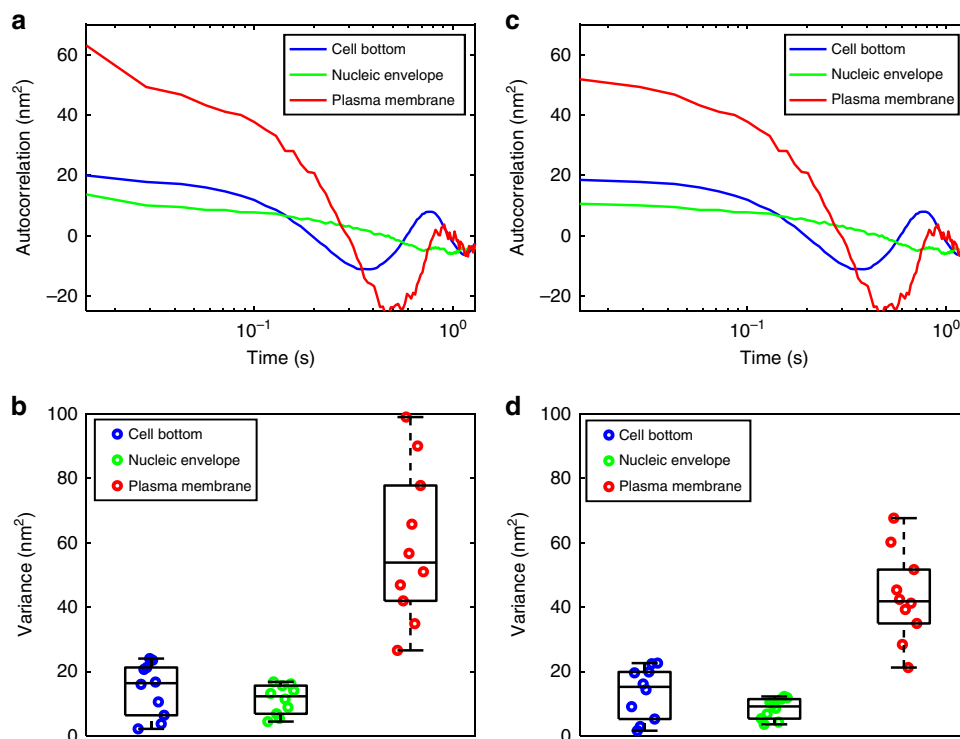 a
Autocorrelation (nm²)
60
40
20
0
−20
Cell bottom
Nucleic envelope
Plasma membrane
10⁻¹
10⁰
Time (s)
c
Autocorrelation (nm²)
60
40
20
0
−20
Cell bottom
Nucleic envelope
Plasma membrane
10⁻¹
10⁰
Time (s)
b
Variance (nm²)
100
80
60
40
20
0
Cell bottom
Nucleic envelope
Plasma membrane
d
Variance (nm²)
100
80
60
40
20
0
Cell bottom
Nucleic envelope
Plasma membrane